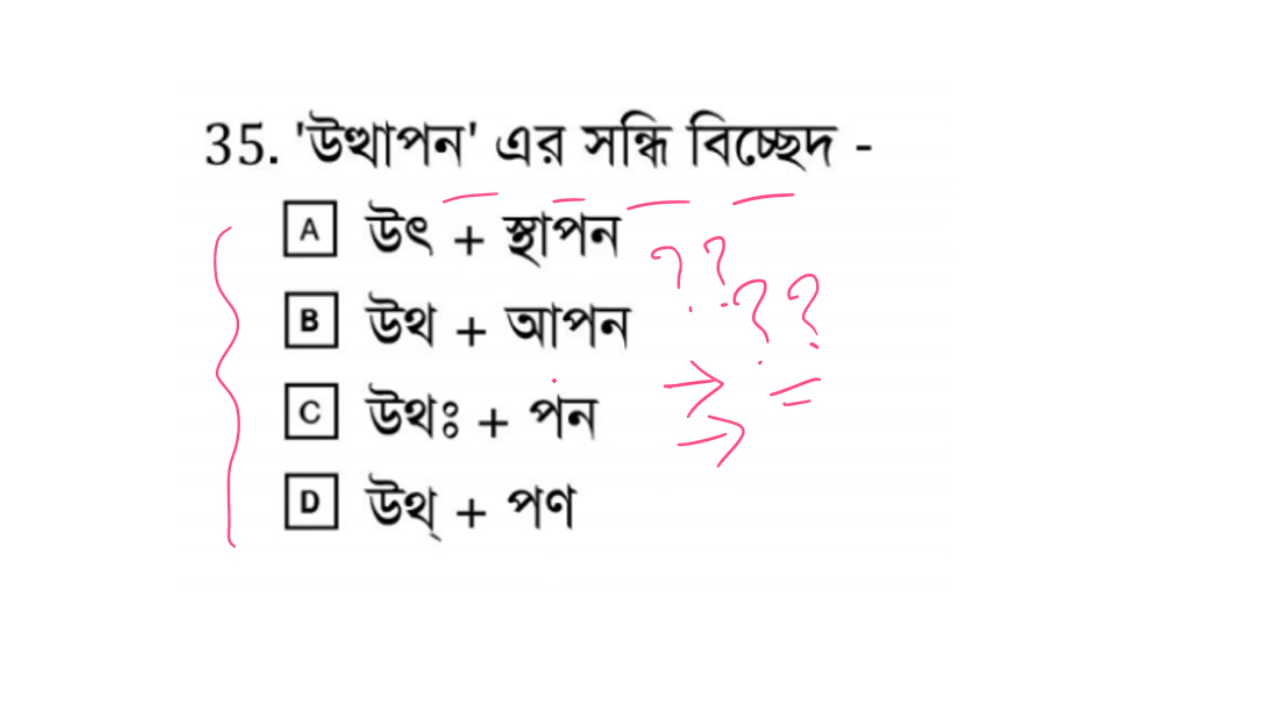 35. 'উত্থাপন' এর সন্ধি বিচ্ছেদ -
A উৎ + স্থাপন
?? ??
B উথ + আপন
C উথঃ + পন
D উথ্ + পণ